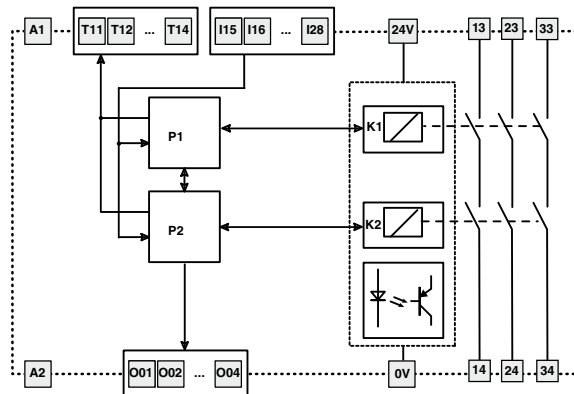 A1 T11 T12 ... T14 I15 I16 ... I28 24V 13 23 33
P1 K1
P2 K2
A2 O01 O02 ... O04 0V 14 24 34